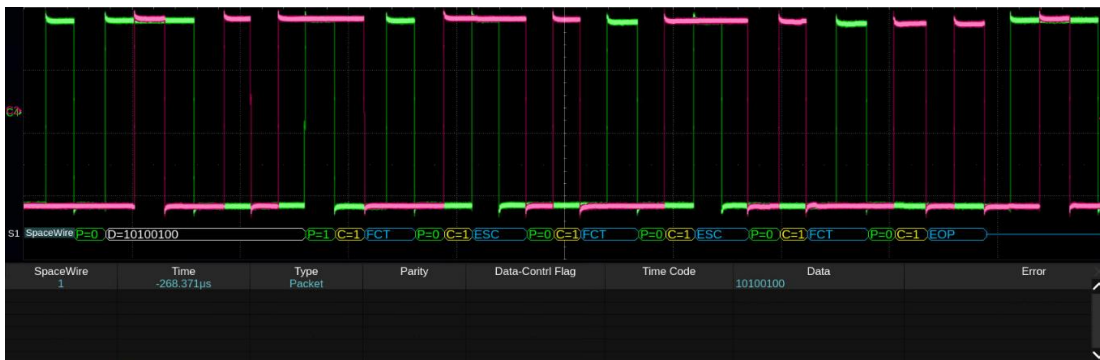 C4
S1 SpaceWire P=0 D=10100100 P=1 C=1 FCT P=0 C=1 ESC P=0 C=1 FCT P=0 C=1 ESC P=0 C=1 FCT P=0 C=1 EOP
SpaceWire Time Type Parity Data-Contrl Flag Time Code Data Error
1 -268.371μs Packet 10100100